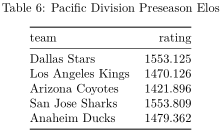 Table 6: Pacific Division Preseason Elos
team rating
Dallas Stars 1553.125
Los Angeles Kings 1470.126
Arizona Coyotes 1421.896
San Jose Sharks 1553.809
Anaheim Ducks 1479.362